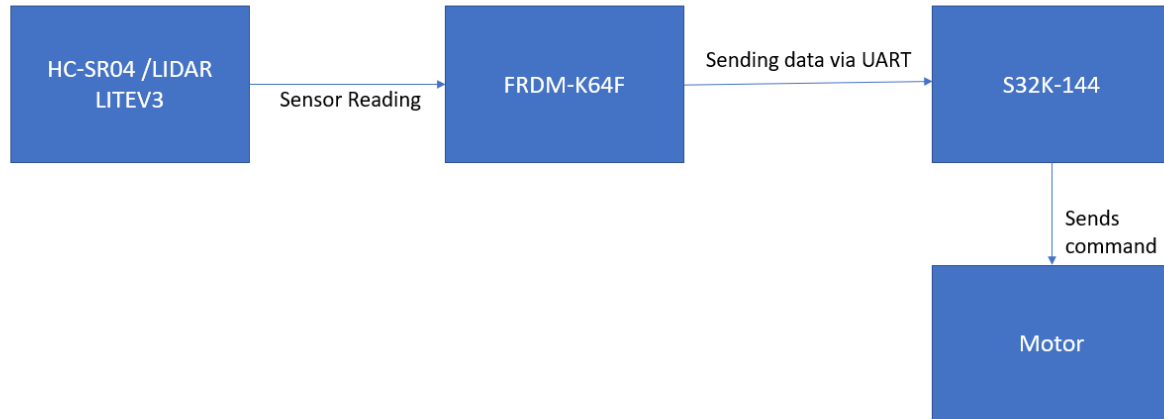 HC-SR04 /LIDAR
LITEV3
Sensor Reading
FRDM-K64F
Sending data via UART
S32K-144
Sends
command
Motor